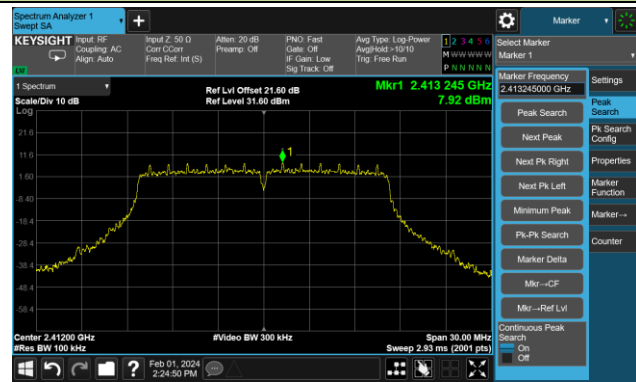 Spectrum Analyzer 1
Swept SA
Marker
KEYSIGHT
Input: RF
Coupling: AC
Align: Auto
Input Z: 50 Ω
Corr CCorr
Freq Ref: Int (S)
Atten: 20 dB
Preamp: Off
PNO: Fast
Gate: Off
IF Gain: Low
Sig Track: Off
Avg Type: Log-Power
Avg|Hold:>10/10
Trig: Free Run
1 2 3 4 5 6
M W W W W W
P N N N N N
LXI
Select Marker
Marker 1
1 Spectrum
Scale/Div 10 dB
Log
Ref Lvl Offset 21.60 dB
Ref Level 31.60 dBm
Mkr1 2.413 245 GHz
7.92 dBm
21.6
11.6
1.60
-8.40
-18.4
-28.4
-38.4
-48.4
-58.4
1
Center 2.41200 GHz
#Res BW 100 kHz
#Video BW 300 kHz
Span 30.00 MHz
Sweep 2.93 ms (2001 pts)
Marker Frequency
2.413245000 GHz
Peak Search
Next Peak
Next Pk Right
Next Pk Left
Minimum Peak
Pk-Pk Search
Marker Delta
Mkr→CF
Mkr→Ref Lvl
Continuous Peak
Search
On
Off
Settings
Peak
Search
Pk Search
Config
Properties
Marker
Function
Marker→
Counter
?
Feb 01, 2024
2:24:50 PM